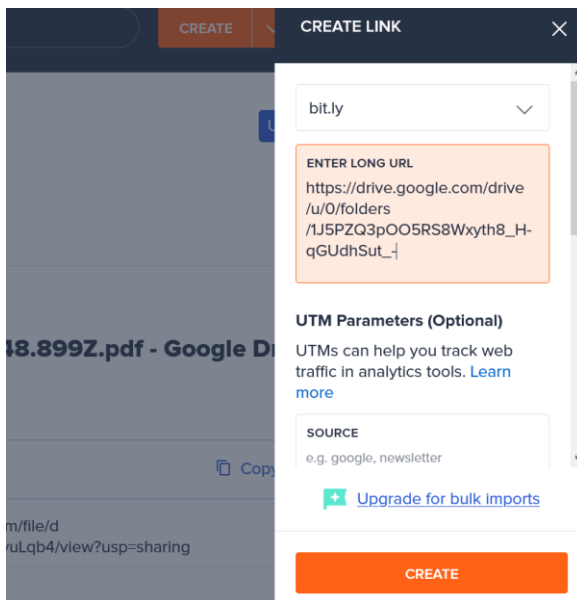 CREATE
CREATE LINK
bit.ly
ENTER LONG URL
https://drive.google.com/drive
/u/0/folders
/1J5PZQ3pOO5RS8Wxyth8_H-
qGUdhSut_-
48.899Z.pdf - Google Dr
UTM Parameters (Optional)
UTMs can help you track web
traffic in analytics tools. Learn
more
SOURCE
e.g. google, newsletter
Copy
m/file/d
vuLqb4/view?usp=sharing
Upgrade for bulk imports
CREATE